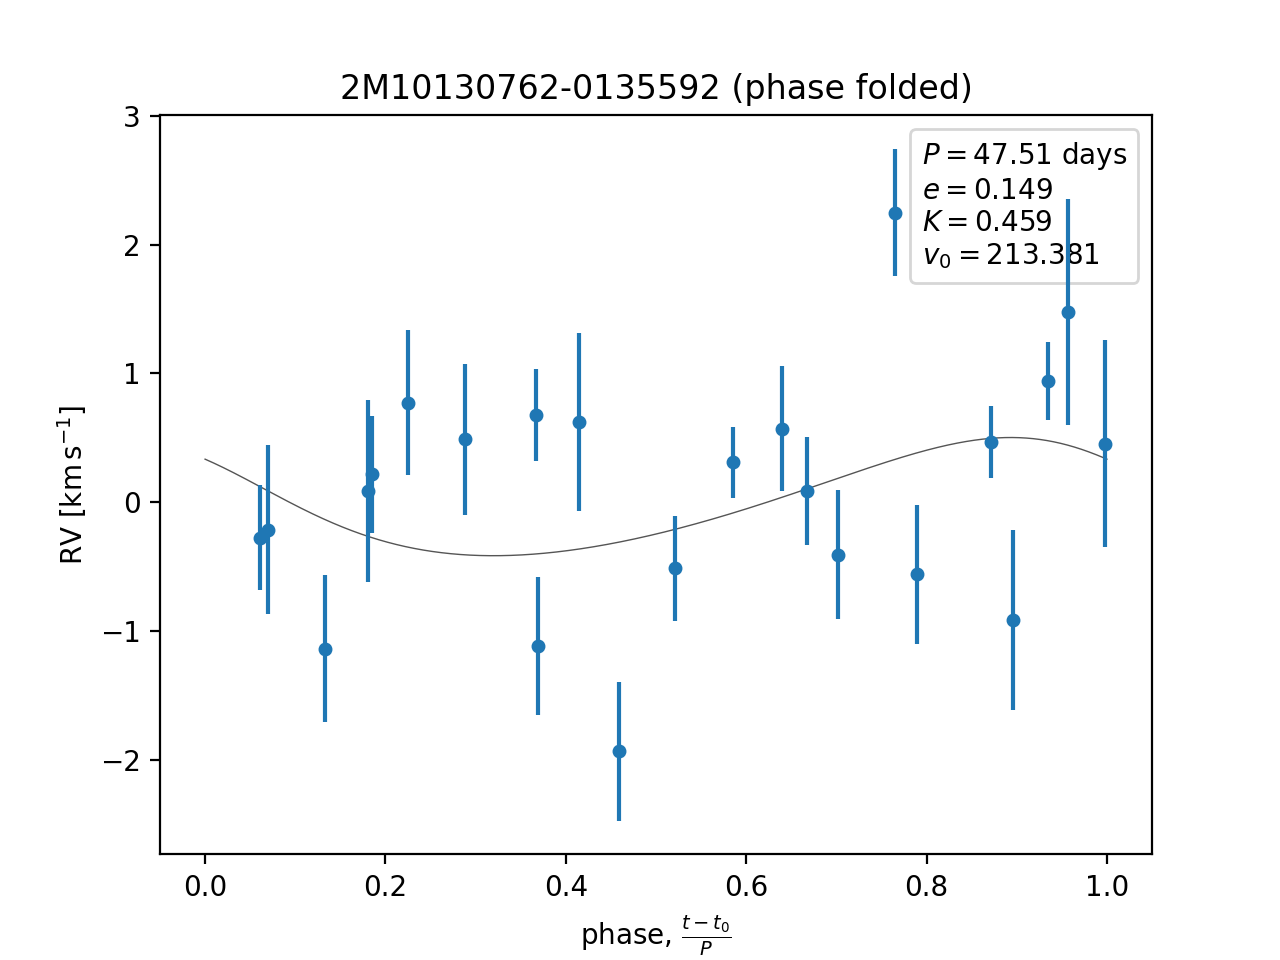 2M10130762-0135592 (phase folded)
P = 47.51 days
e = 0.149
K = 0.459
v₀ = 213.381
RV [km s⁻¹]
3
2
1
0
−1
−2
0.0 0.2 0.4 0.6 0.8 1.0
phase, (t − t₀)/P